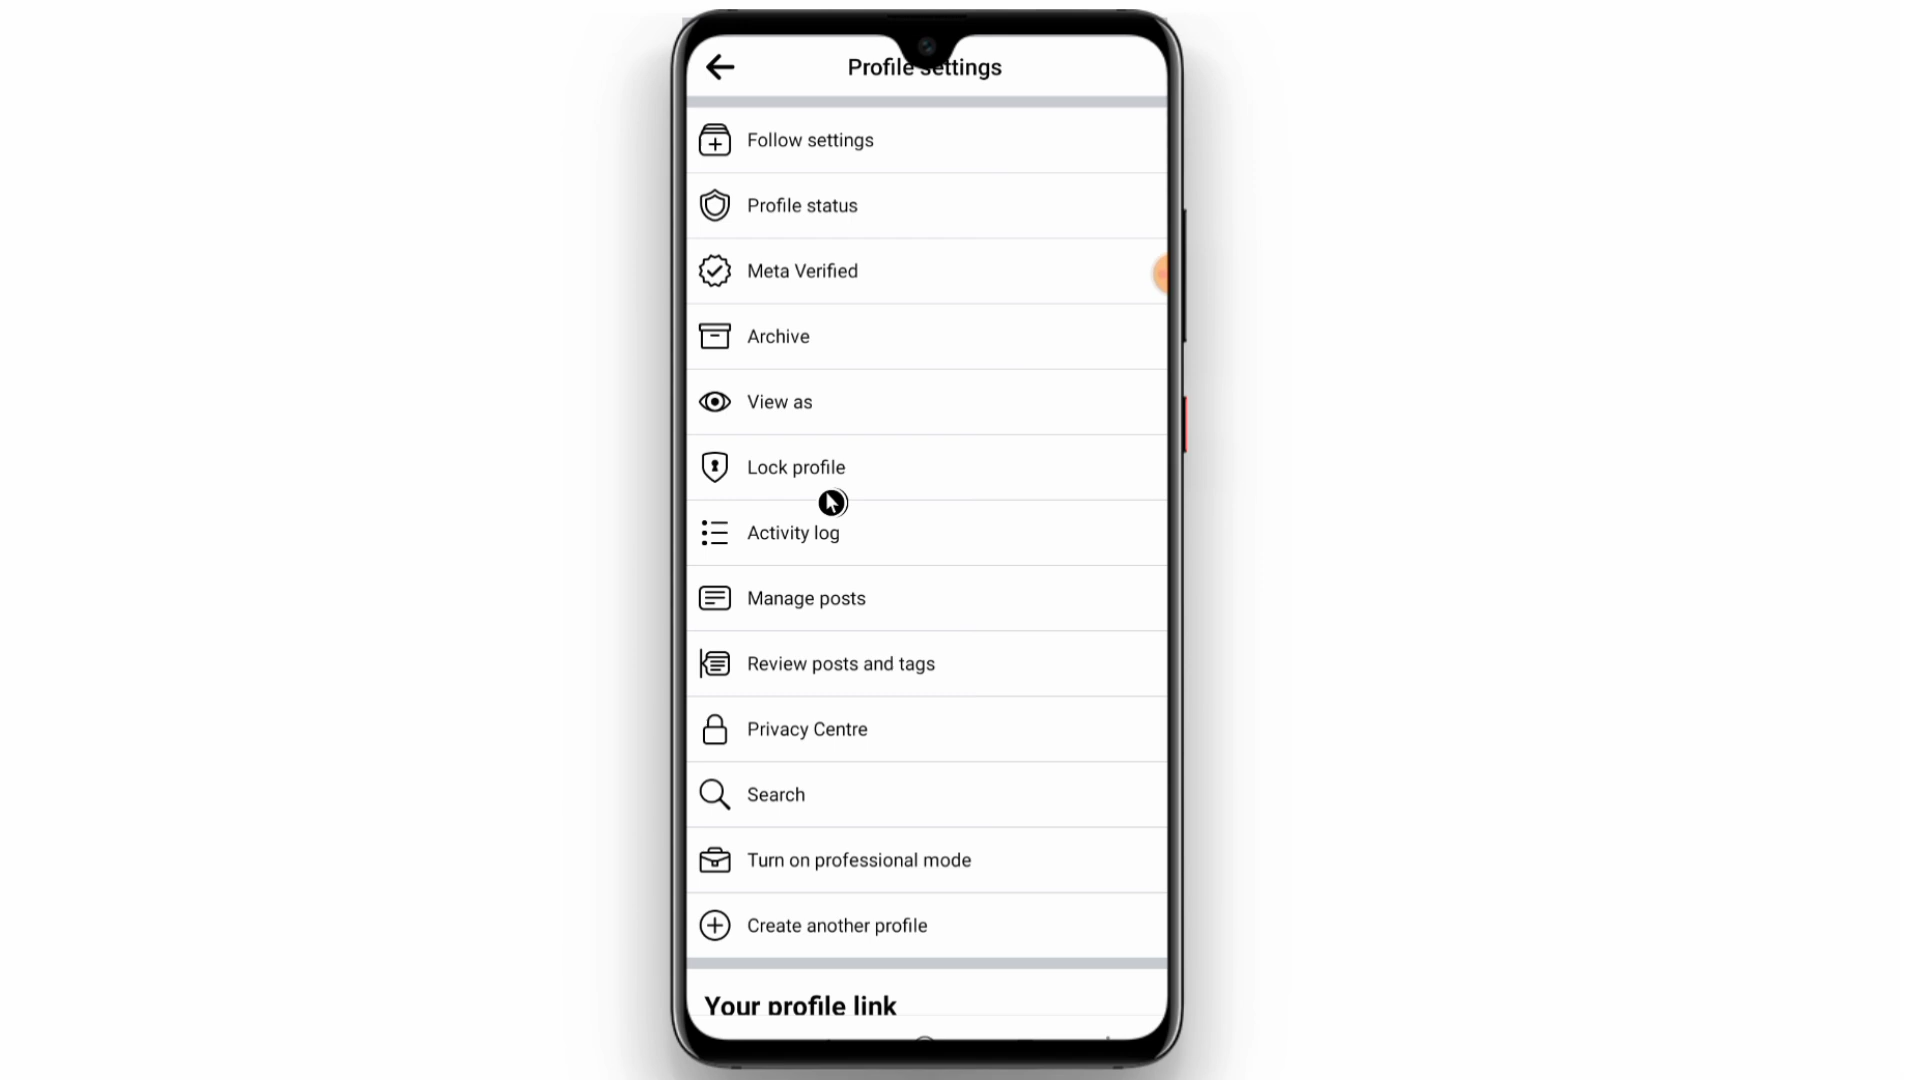 Profile settings
Follow settings
Profile status
Meta Verified
Archive
View as
Lock profile
Activity log
Manage posts
Review posts and tags
Privacy Centre
Search
Turn on professional mode
Create another profile
Your profile link